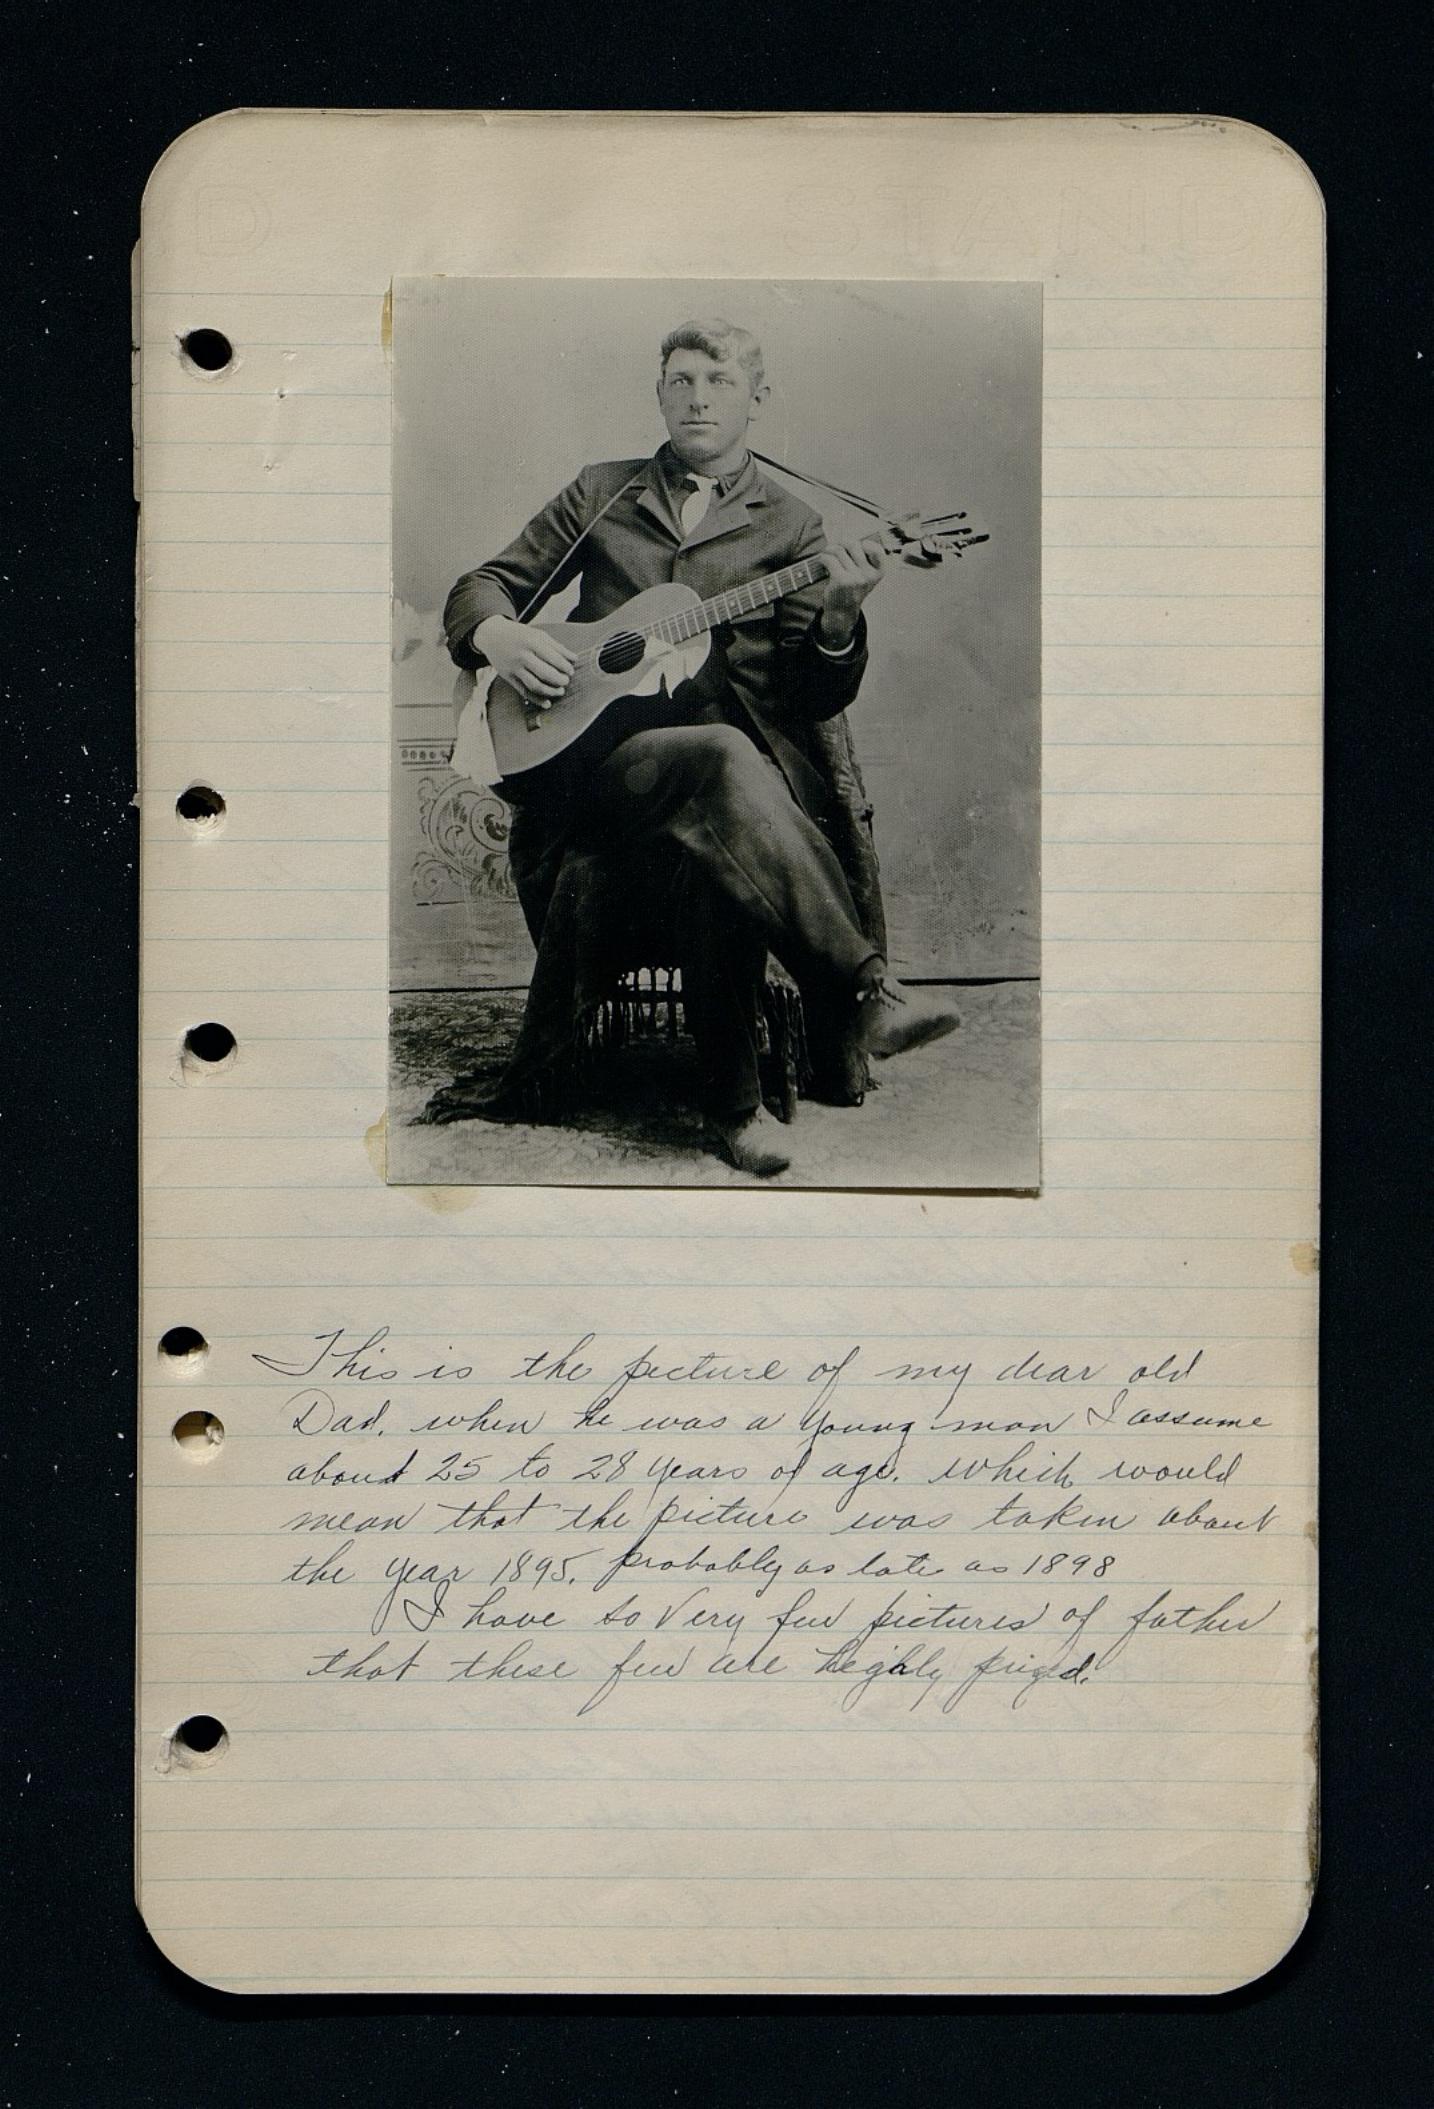 STAND
This is the picture of my dear old
Dad, when he was a young man I assume
about 25 to 28 years of age. which would
mean that the picture was taken about
the year 1895, probably as late as 1898
I have so Very few pictures of father
that these few are highly prized.